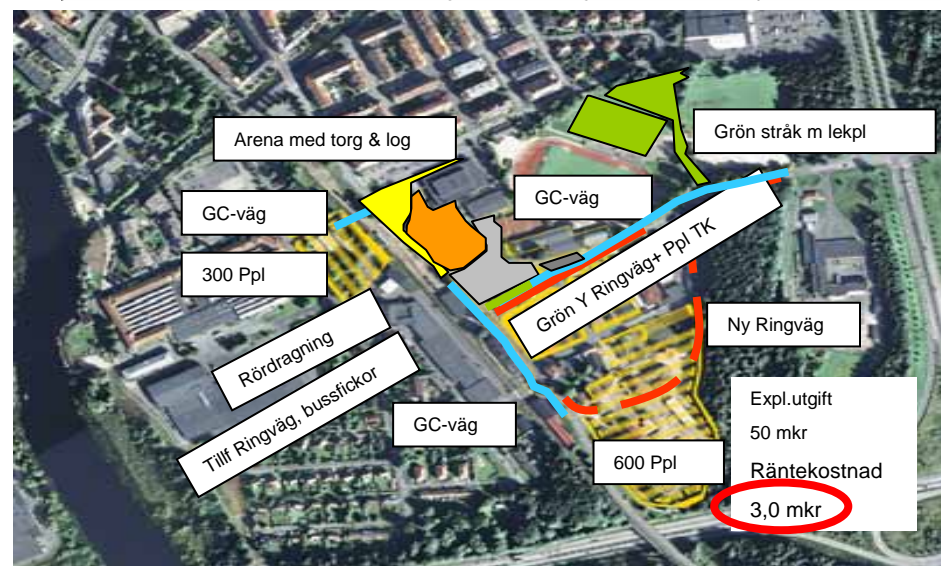 Arena med torg & log
Grön stråk m lekpl
GC-väg
GC-väg
300 Ppl
Grön Y Ringväg+ Ppl TK
Rördragning
Ny Ringväg
Tillf Ringväg, bussfickor
GC-väg
600 Ppl
Expl.utgift
50 mkr
Räntekostnad
3,0 mkr